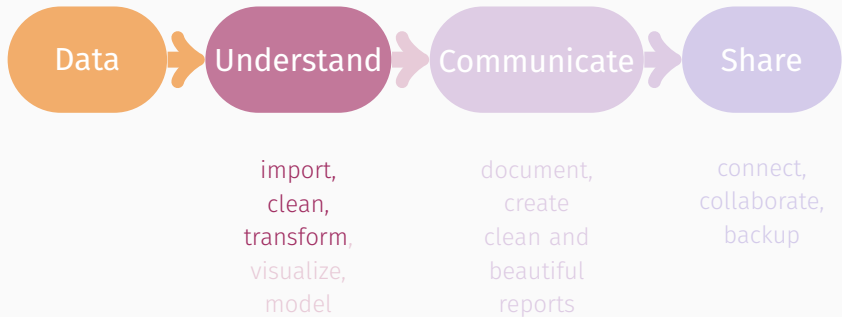 Data
Understand
Communicate
Share
import,
clean,
transform,
visualize,
model
document,
create
clean and
beautiful
reports
connect,
collaborate,
backup